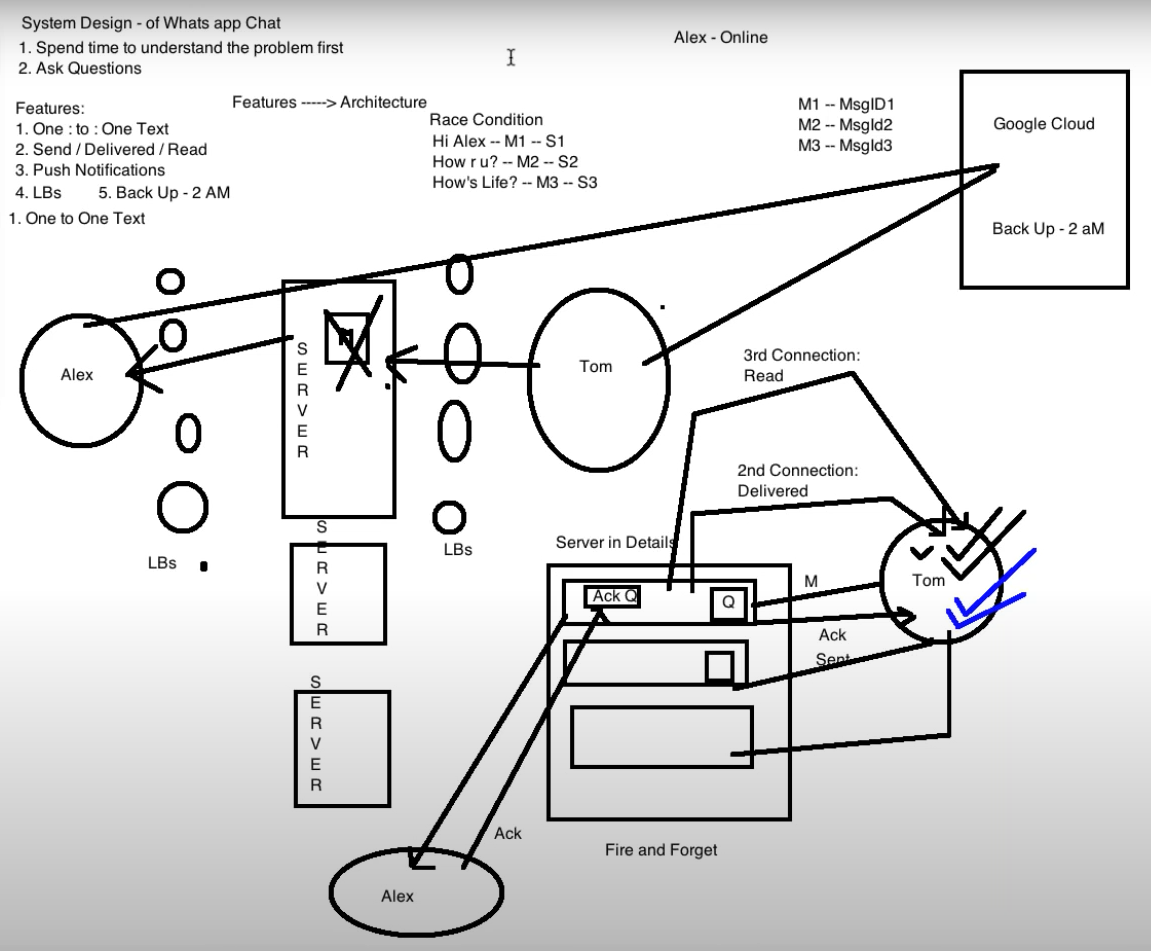 System Design - of Whats app Chat
1. Spend time to understand the problem first
2. Ask Questions
Alex - Online
Features:
1. One : to : One Text
2. Send / Delivered / Read
3. Push Notifications
4. LBs 5. Back Up - 2 AM
1. One to One Text
Features -----> Architecture
Race Condition
Hi Alex -- M1 -- S1
How r u? -- M2 -- S2
How's Life? -- M3 -- S3
M1 -- MsgID1
M2 -- MsgId2
M3 -- MsgId3
Google Cloud
Back Up - 2 aM
Alex
S
E
R
V
E
R
Tom
LBs
LBs
S
E
R
V
E
R
S
E
R
V
E
R
3rd Connection:
Read
2nd Connection:
Delivered
Server in Details
Ack Q
Q
M
Tom
Ack
Sent
Ack
Alex
Fire and Forget